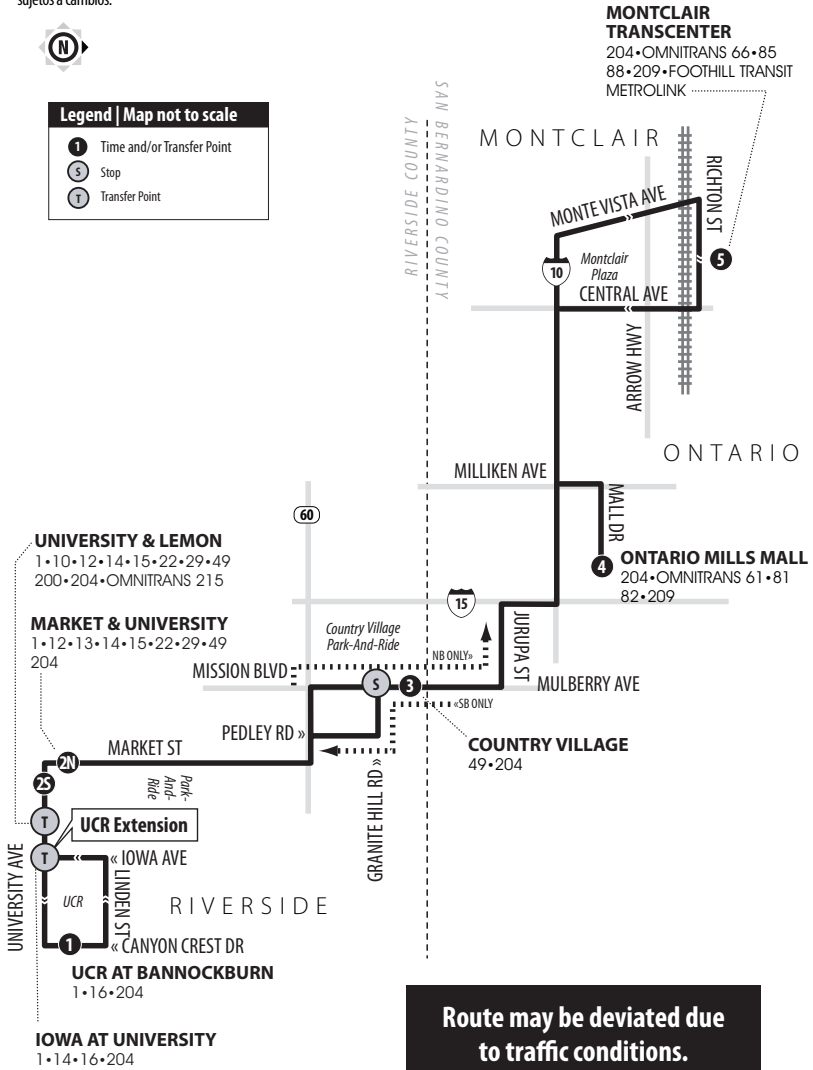 sujetos a cambios.
N
Legend | Map not to scale
1 Time and/or Transfer Point
S Stop
T Transfer Point
MONTCLAIR
TRANSCENTER
204•OMNITRANS 66•85
88•209•FOOTHILL TRANSIT
METROLINK
RIVERSIDE COUNTY
SAN BERNARDINO COUNTY
MONTCLAIR
MONTE VISTA AVE
RICHTON ST
10
Montclair
Plaza
5
CENTRAL AVE
ARROW HWY
ONTARIO
MILLIKEN AVE
MALL DR
60
4
ONTARIO MILLS MALL
204•OMNITRANS 61•81
82•209
UNIVERSITY & LEMON
1•10•12•14•15•22•29•49
200•204•OMNITRANS 215
15
MARKET & UNIVERSITY
1•12•13•14•15•22•29•49
204
Country Village
Park-And-Ride
JURUPA ST
NB ONLY»
MISSION BLVD
S
3
MULBERRY AVE
«SB ONLY
PEDLEY RD »
COUNTRY VILLAGE
49•204
MARKET ST
2N
2S
Park-
And-
Ride
GRANITE HILL RD »
T
UCR Extension
T
« IOWA AVE
UNIVERSITY AVE
UCR
LINDEN ST
RIVERSIDE
1
« CANYON CREST DR
UCR AT BANNOCKBURN
1•16•204
IOWA AT UNIVERSITY
1•14•16•204
Route may be deviated due
to traffic conditions.